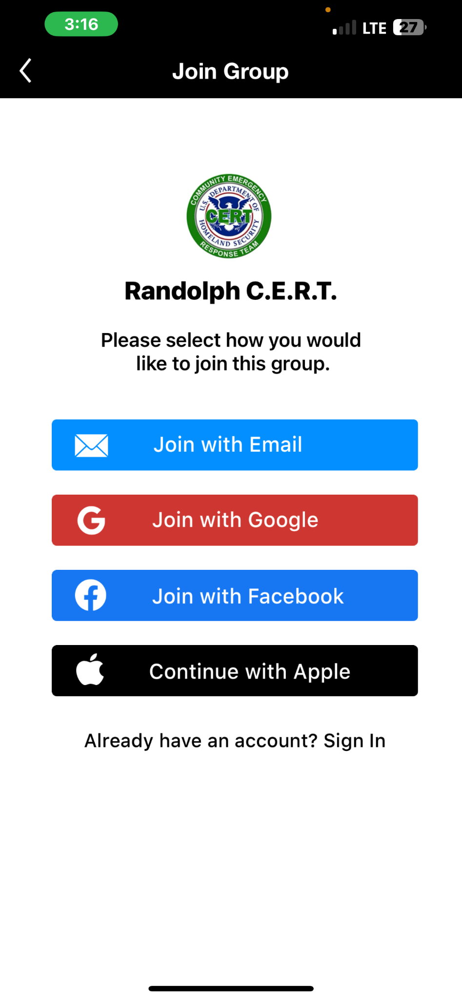 3:16
LTE 27
Join Group
COMMUNITY EMERGENCY
U.S. DEPARTMENT OF
CERT
HOMELAND SECURITY
RESPONSE TEAM
Randolph C.E.R.T.
Please select how you would
like to join this group.
Join with Email
Join with Google
Join with Facebook
Continue with Apple
Already have an account? Sign In